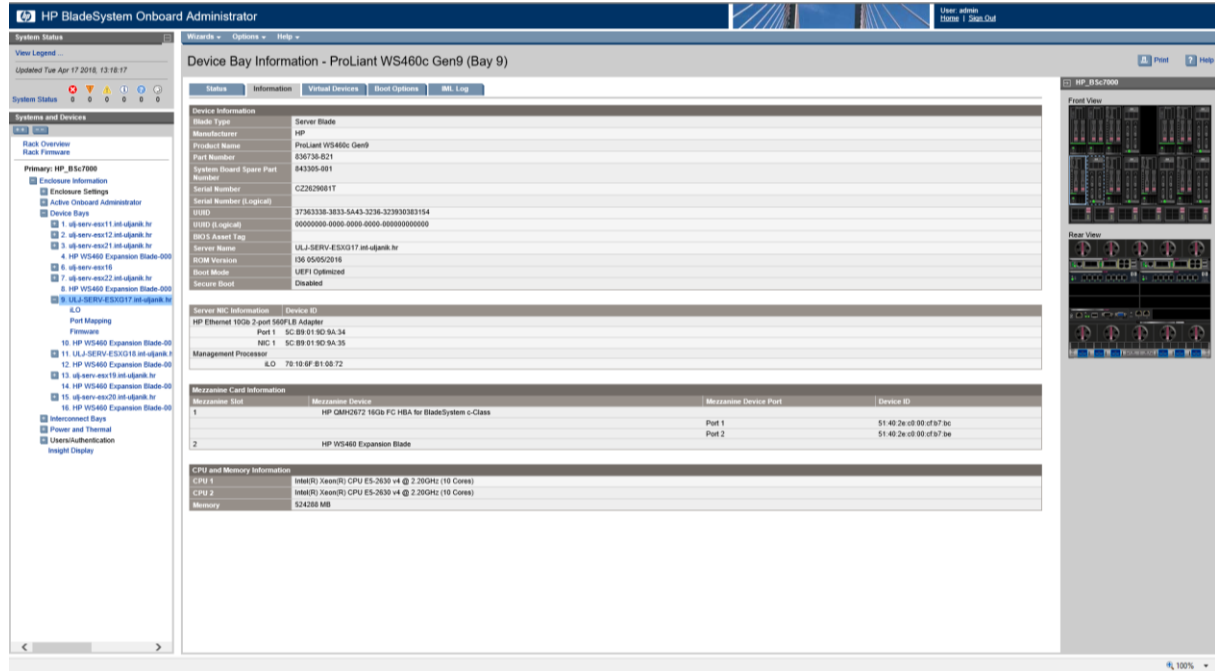 HP BladeSystem Onboard Administrator
User: admin
Home | Sign Out
System Status
View Legend ...
Updated Tue Apr 17 2018, 13:18:17
System Status 0 0 0 0 0 0
Systems and Devices
Rack Overview
Rack Firmware
Primary: HP_BSc7000
Enclosure Information
Enclosure Settings
Active Onboard Administrator
Device Bays
1. ulj-serv-esx11.int-uljanik.hr
2. ulj-serv-esx12.int-uljanik.hr
3. ulj-serv-esx21.int-uljanik.hr
4. HP WS460 Expansion Blade-000
6. ulj-serv-esx16
7. ulj-serv-esx22.int-uljanik.hr
8. HP WS460 Expansion Blade-000
9. ULJ-SERV-ESXG17.int-uljanik.hr
iLO
Port Mapping
Firmware
10. HP WS460 Expansion Blade-00
11. ULJ-SERV-ESXG18.int-uljanik.h
12. HP WS460 Expansion Blade-00
13. ulj-serv-esx19.int-uljanik.hr
14. HP WS460 Expansion Blade-00
15. ulj-serv-esx20.int-uljanik.hr
16. HP WS460 Expansion Blade-00
Interconnect Bays
Power and Thermal
Users/Authentication
Insight Display
Wizards Options Help
Device Bay Information - ProLiant WS460c Gen9 (Bay 9)
Print Help
Status Information Virtual Devices Boot Options IML Log
Device Information
Blade Type Server Blade
Manufacturer HP
Product Name ProLiant WS460c Gen9
Part Number 836738-B21
System Board Spare Part Number 843305-001
Serial Number CZ2629081T
Serial Number (Logical)
UUID 37363338-3833-5A43-3236-323930383154
UUID (Logical) 00000000-0000-0000-0000-000000000000
BIOS Asset Tag
Server Name ULJ-SERV-ESXG17.int-uljanik.hr
ROM Version I36 05/05/2016
Boot Mode UEFI Optimized
Secure Boot Disabled
Server NIC Information Device ID
HP Ethernet 10Gb 2-port 560FLB Adapter
Port 1 5C:B9:01:9D:9A:34
NIC 1 5C:B9:01:9D:9A:35
Management Processor
iLO 70:10:6F:B1:08:72
Mezzanine Card Information
Mezzanine Slot Mezzanine Device Mezzanine Device Port Device ID
1 HP QMH2672 16Gb FC HBA for BladeSystem c-Class
Port 1 51:40:2e:c0:00:cf:b7:bc
Port 2 51:40:2e:c0:00:cf:b7:be
2 HP WS460 Expansion Blade
CPU and Memory Information
CPU 1 Intel(R) Xeon(R) CPU E5-2630 v4 @ 2.20GHz (10 Cores)
CPU 2 Intel(R) Xeon(R) CPU E5-2630 v4 @ 2.20GHz (10 Cores)
Memory 524288 MB
HP_BSc7000
Front View
Rear View
100%